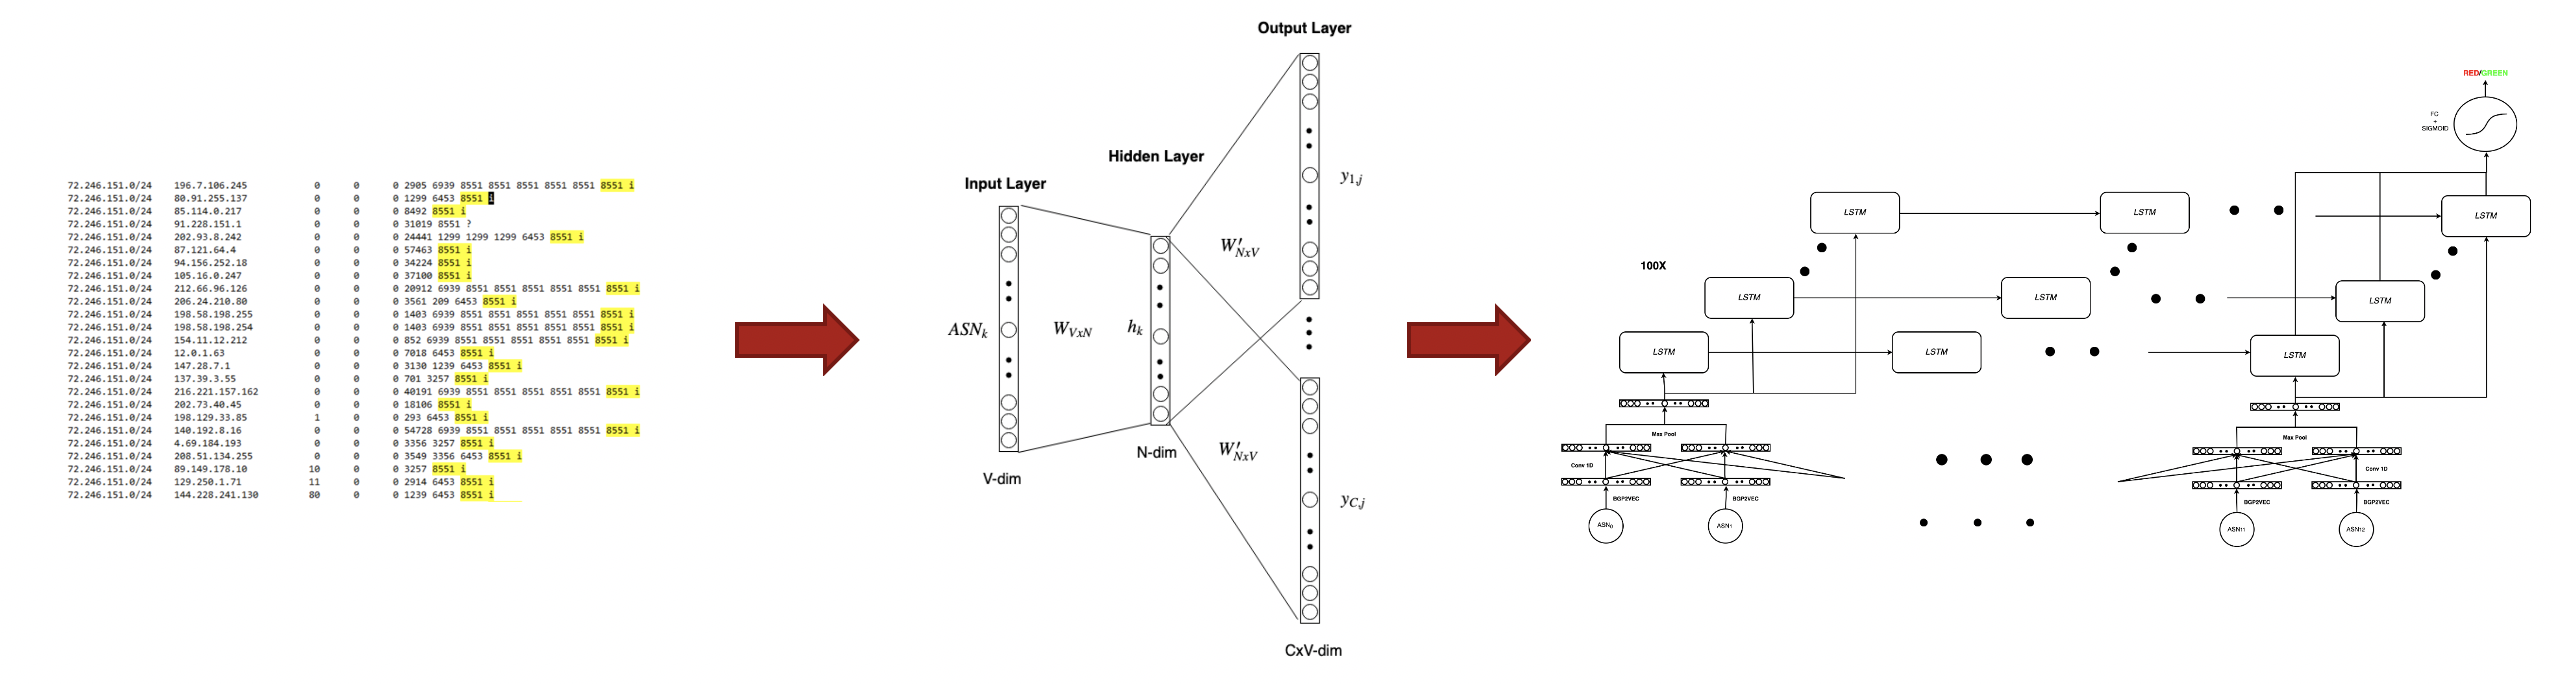 72.246.151.0/24 196.7.106.245 0 0 0 2905 6939 8551 8551 8551 8551 8551 8551 i
72.246.151.0/24 80.91.255.137 0 0 0 1299 6453 8551 i
72.246.151.0/24 85.114.0.217 0 0 0 8492 8551 i
72.246.151.0/24 91.228.151.1 0 0 0 31019 8551 ?
72.246.151.0/24 202.93.8.242 0 0 0 24441 1299 1299 1299 6453 8551 i
72.246.151.0/24 87.121.64.4 0 0 0 57463 8551 i
72.246.151.0/24 94.156.252.18 0 0 0 34224 8551 i
72.246.151.0/24 105.16.0.247 0 0 0 37100 8551 i
72.246.151.0/24 212.66.96.126 0 0 0 20912 6939 8551 8551 8551 8551 8551 8551 i
72.246.151.0/24 206.24.210.80 0 0 0 3561 209 6453 8551 i
72.246.151.0/24 198.58.198.255 0 0 0 1403 6939 8551 8551 8551 8551 8551 8551 i
72.246.151.0/24 198.58.198.254 0 0 0 1403 6939 8551 8551 8551 8551 8551 8551 i
72.246.151.0/24 154.11.12.212 0 0 0 852 6939 8551 8551 8551 8551 8551 8551 i
72.246.151.0/24 12.0.1.63 0 0 0 7018 6453 8551 i
72.246.151.0/24 147.28.7.1 0 0 0 3130 1239 6453 8551 i
72.246.151.0/24 137.39.3.55 0 0 0 701 3257 8551 i
72.246.151.0/24 216.221.157.162 0 0 0 40191 6939 8551 8551 8551 8551 8551 8551 i
72.246.151.0/24 202.73.40.45 0 0 0 18106 8551 i
72.246.151.0/24 198.129.33.85 1 0 0 293 6453 8551 i
72.246.151.0/24 140.192.8.16 0 0 0 54728 6939 8551 8551 8551 8551 8551 8551 i
72.246.151.0/24 4.69.184.193 0 0 0 3356 3257 8551 i
72.246.151.0/24 208.51.134.255 0 0 0 3549 3356 6453 8551 i
72.246.151.0/24 89.149.178.10 10 0 0 3257 8551 i
72.246.151.0/24 129.250.1.71 11 0 0 2914 6453 8551 i
72.246.151.0/24 144.228.241.130 80 0 0 1239 6453 8551 i
Output Layer
Hidden Layer
Input Layer
y1,j
W'NxV
ASNk
WVxN
hk
W'NxV
N-dim
V-dim
yC,j
CxV-dim
RED/GREEN
FC
+
SIGMOID
LSTM
LSTM
LSTM
100X
LSTM
LSTM
LSTM
LSTM
LSTM
LSTM
Max Pool
Max Pool
Conv 1D
Conv 1D
BGP2VEC
BGP2VEC
BGP2VEC
BGP2VEC
ASN0
ASN1
ASN11
ASN12